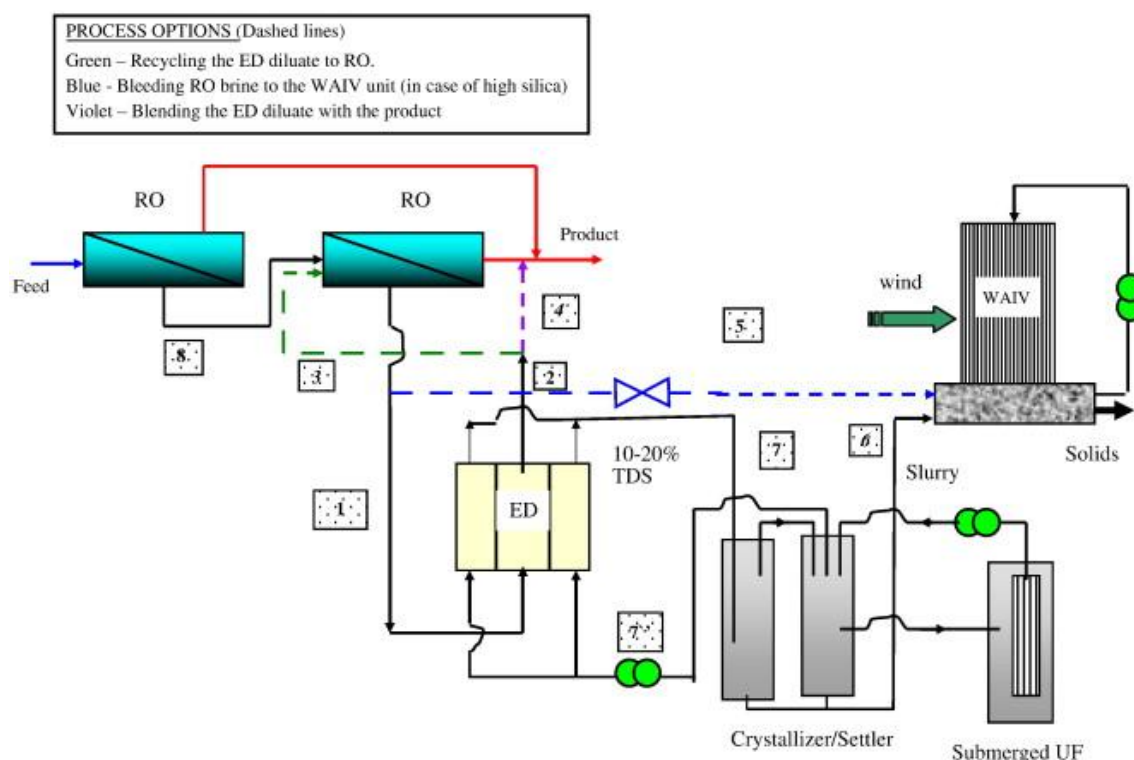 PROCESS OPTIONS (Dashed lines)
Green – Recycling the ED diluate to RO.
Blue - Bleeding RO brine to the WAIV unit (in case of high silica)
Violet – Blending the ED diluate with the product
RO
RO
Product
Feed
wind
WAIV
4
5
8
3
2
10-20%
TDS
7
6
Slurry
Solids
ED
1
7''
Crystallizer/Settler
Submerged UF